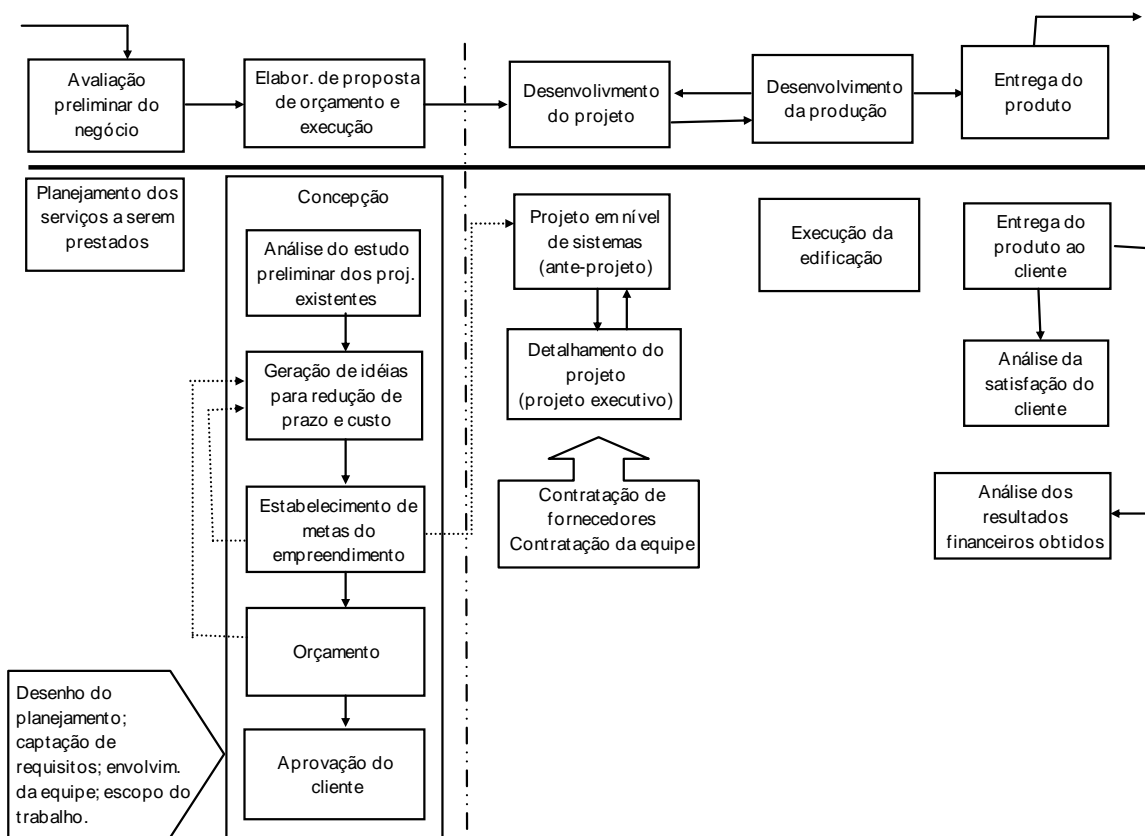 Avaliação
preliminar do
negócio
Elabor. de proposta
de orçamento e
execução
Desenvolivmento
do projeto
Desenvolvimento
da produção
Entrega do
produto
Planejamento dos
serviços a serem
prestados
Concepção
Análise do estudo
preliminar dos proj.
existentes
Geração de idéias
para redução de
prazo e custo
Estabelecimento de
metas do
empreendimento
Orçamento
Aprovação do
cliente
Desenho do
planejamento;
captação de
requisitos; envolvim.
da equipe; escopo do
trabalho.
Projeto em nível
de sistemas
(ante-projeto)
Detalhamento do
projeto
(projeto executivo)
Contratação de
fornecedores
Contratação da equipe
Execução da
edificação
Entrega do
produto ao
cliente
Análise da
satisfação do
cliente
Análise dos
resultados
financeiros obtidos